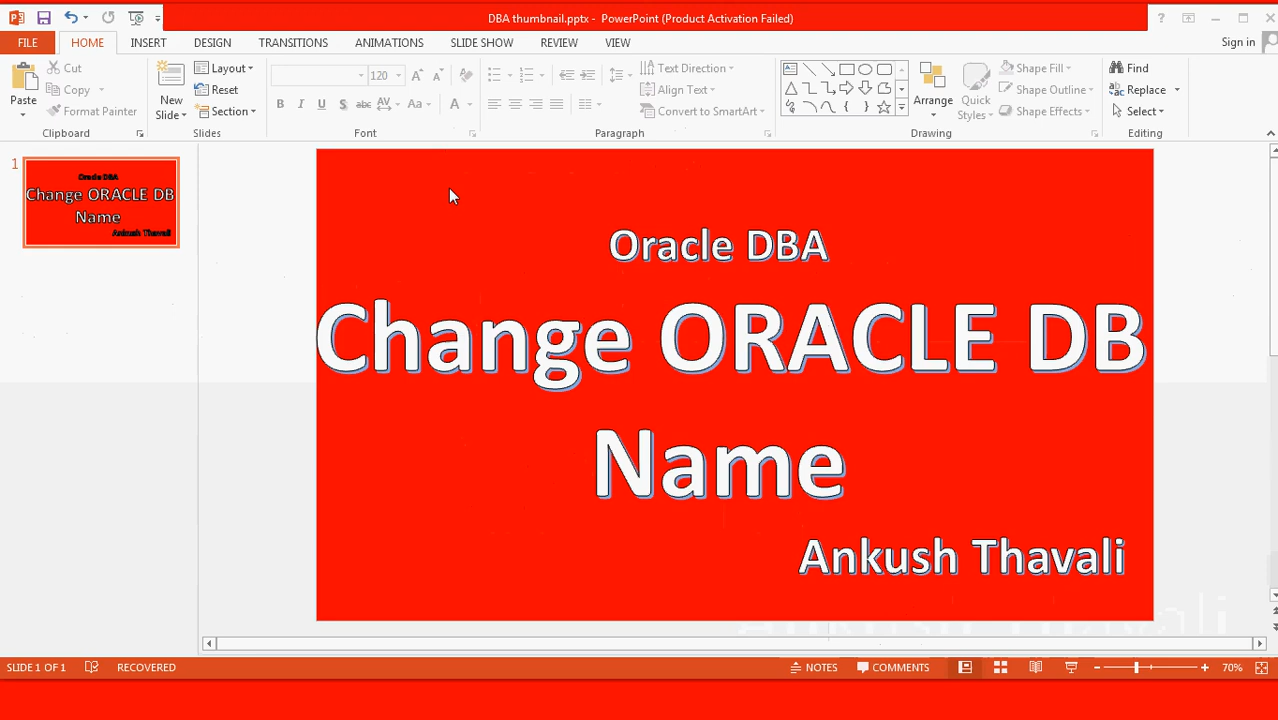 DBA thumbnail.pptx - PowerPoint (Product Activation Failed)
FILE HOME INSERT DESIGN TRANSITIONS ANIMATIONS SLIDE SHOW REVIEW VIEW Sign in
Paste Cut Copy Format Painter
New Slide Layout Reset Section
120
B I U S abc AV Aa A
Text Direction
Align Text
Convert to SmartArt
Arrange Quick Styles
Shape Fill
Shape Outline
Shape Effects
Find
Replace
Select
Clipboard Slides Font Paragraph Drawing Editing
1
Oracle DBA
Change ORACLE DB
Name
Ankush Thavali
Oracle DBA
Change ORACLE DB
Name
Ankush Thavali
SLIDE 1 OF 1 RECOVERED NOTES COMMENTS 70%